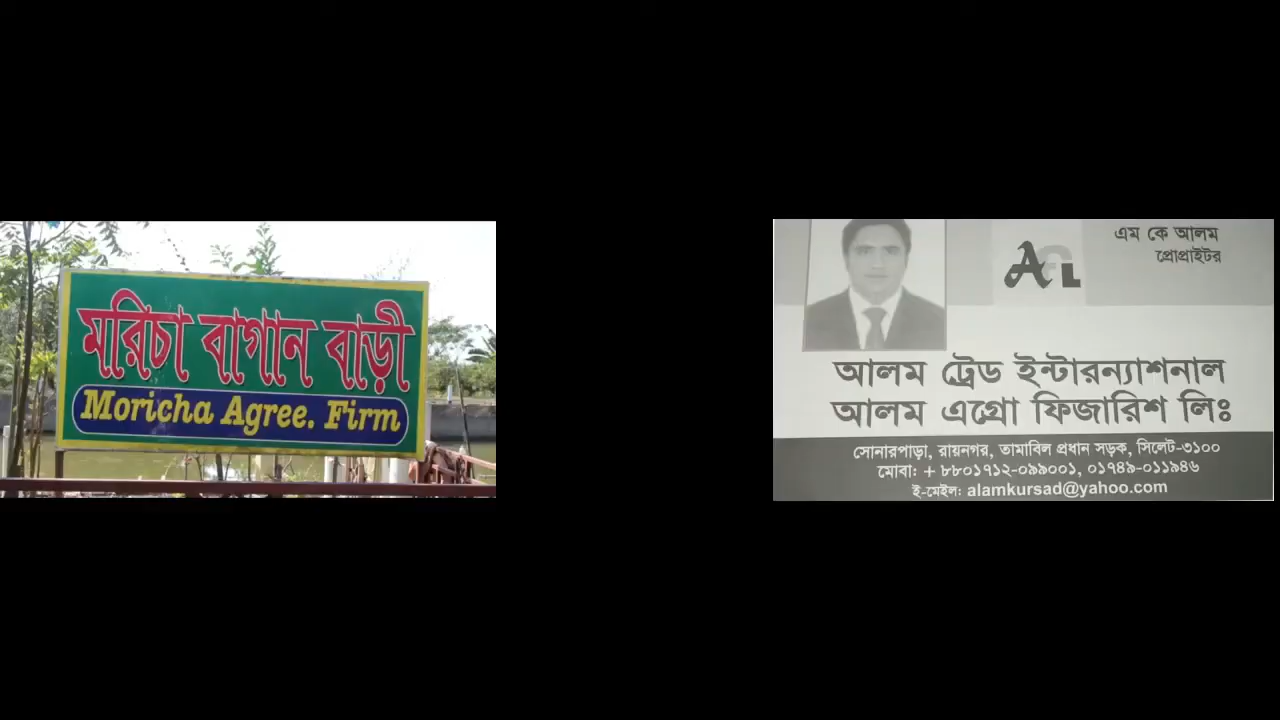 মরিচা বাগান বাড়ী
Moricha Agree. Firm
এম কে আলম
প্রোপ্রাইটর
আলম ট্রেড ইন্টারন্যাশনাল
আলম এগ্রো ফিজারিশ লিঃ
সোনারপাড়া, রায়নগর, তামাবিল প্রধান সড়ক, সিলেট-৩১০০
মোবা: + ৮৮০১৭১২-০৯৯০০১, ০১৭৪৯-০১১৯৪৬
ই-মেইল: alamkursad@yahoo.com